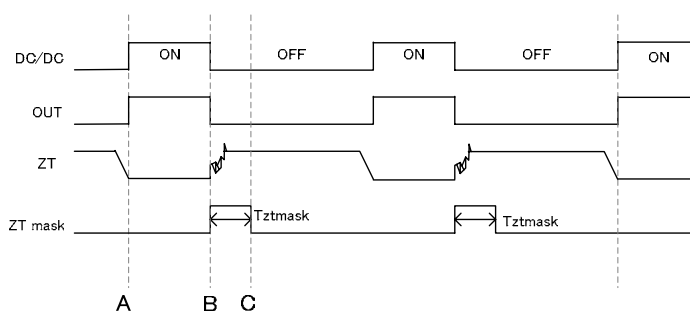 DC/DC ON OFF ON OFF ON
OUT
ZT
ZT mask Tztmask Tztmask
A B C